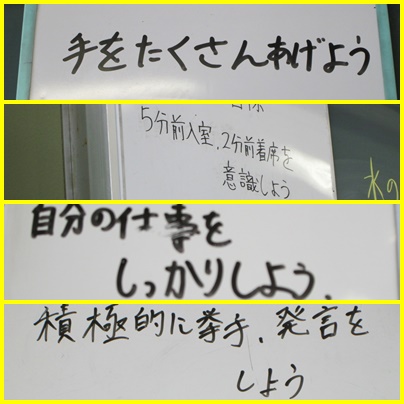 手をたくさんあげよう
5分前入室、2分前着席を
意識しよう
自分の仕事を
しっかりしよう。
積極的に挙手、発言を
しよう